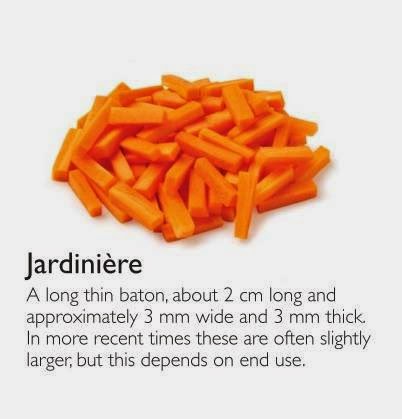 Jardinière
A long thin baton, about 2 cm long and
approximately 3 mm wide and 3 mm thick.
In more recent times these are often slightly
larger, but this depends on end use.